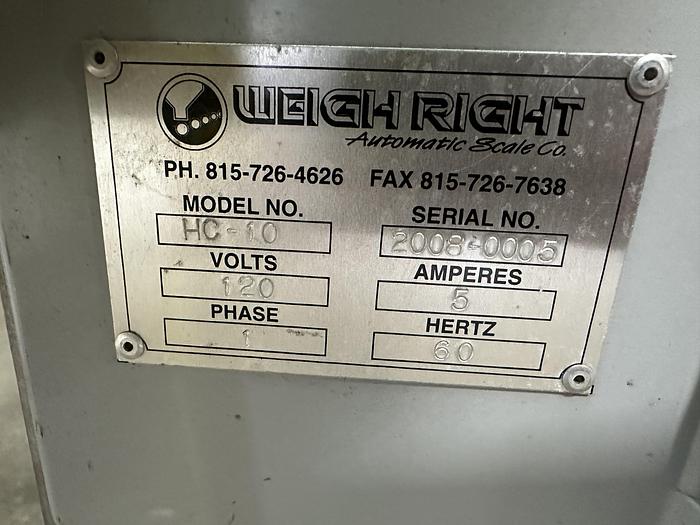 WEIGH RIGHT
Automatic Scale Co.
PH. 815-726-4626 FAX 815-726-7638
MODEL NO. SERIAL NO.
HC-10 2008-0005
VOLTS AMPERES
120 5
PHASE HERTZ
1 60